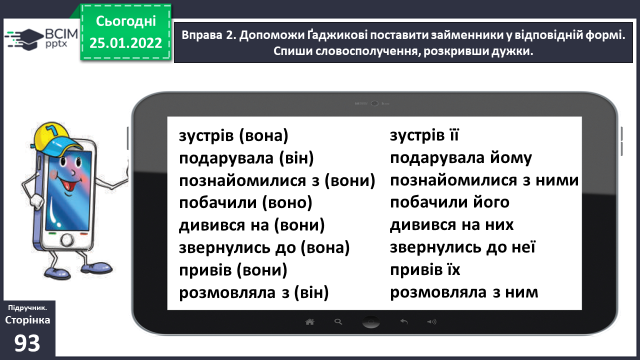 BCIM
pptx
Сьогодні
25.01.2022
Вправа 2. Допоможи Ґаджикові поставити займенники у відповідній формі.
Спиши словосполучення, розкривши дужки.
зустрів (вона)
подарувала (він)
познайомилися з (вони)
побачили (воно)
дивився на (вони)
звернулись до (вона)
привів (вони)
розмовляла з (він)
зустрів її
подарувала йому
познайомилися з ними
побачили його
дивився на них
звернулись до неї
привів їх
розмовляла з ним
Підручник.
Сторінка
93